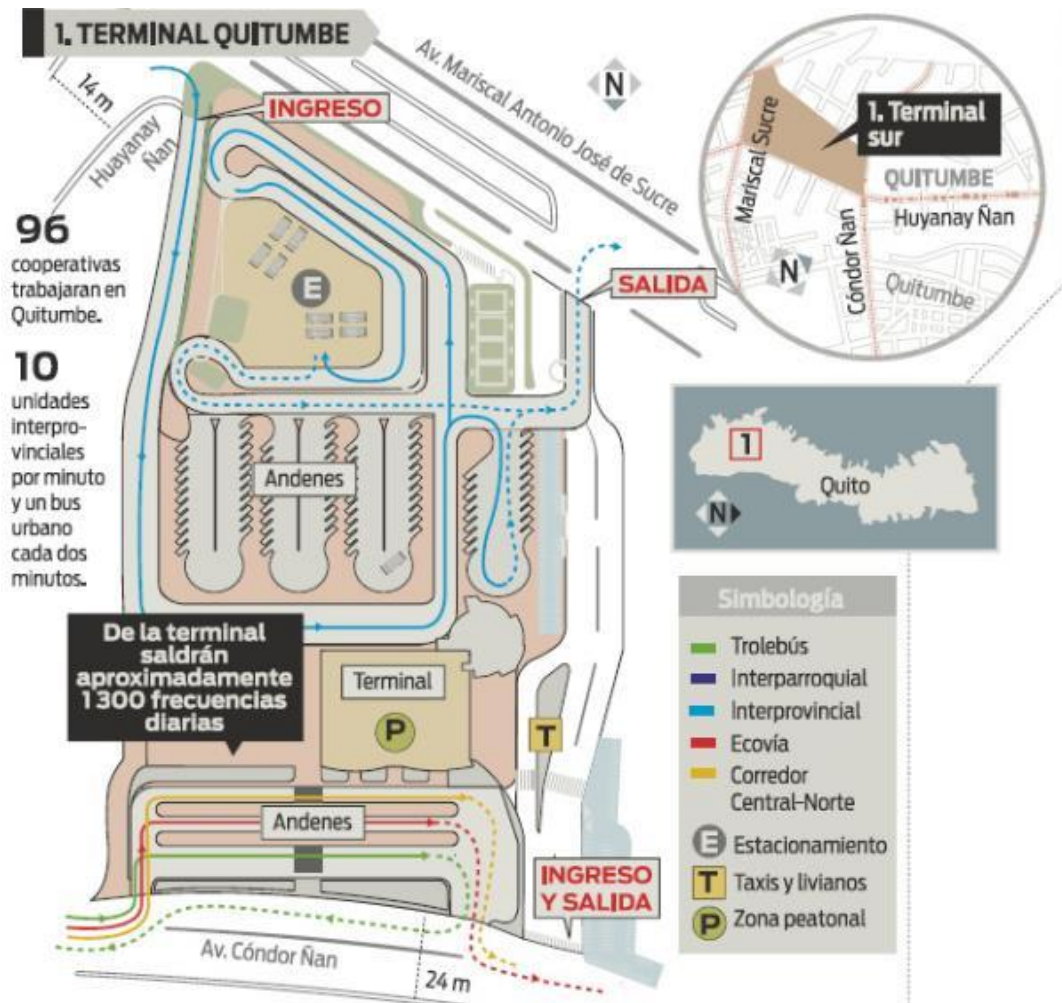 1. TERMINAL QUITUMBE
14 m
Huayanay
Ñan
INGRESO
Av. Mariscal Antonio José de Sucre
N
SALIDA
96
cooperativas
trabajaran en
Quitumbe.
10
unidades
interpro-
vinciales
por minuto
y un bus
urbano
cada dos
minutos.
E
Andenes
De la terminal
saldrán
aproximadamente
1 300 frecuencias
diarias
Terminal
P
T
Andenes
INGRESO
Y SALIDA
Av. Cóndor Ñan
24 m
1. Terminal
sur
Mariscal Sucre
QUITUMBE
Huyanay Ñan
Cóndor Ñan
Quitumbe
N
1
Quito
N
Simbología
Trolebús
Interparroquial
Interprovincial
Ecovía
Corredor
Central-Norte
E Estacionamiento
T Taxis y livianos
P Zona peatonal